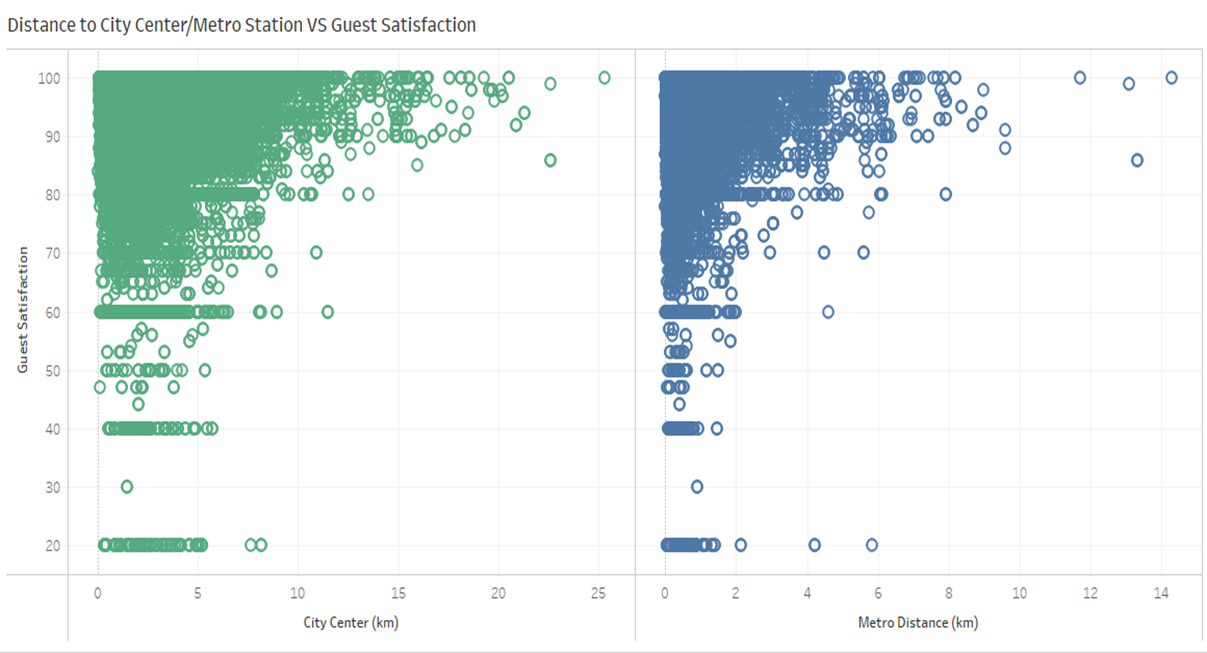 Distance to City Center/Metro Station VS Guest Satisfaction
Guest Satisfaction
100
90
80
70
60
50
40
30
20
0 5 10 15 20 25
0 2 4 6 8 10 12 14
City Center (km)
Metro Distance (km)